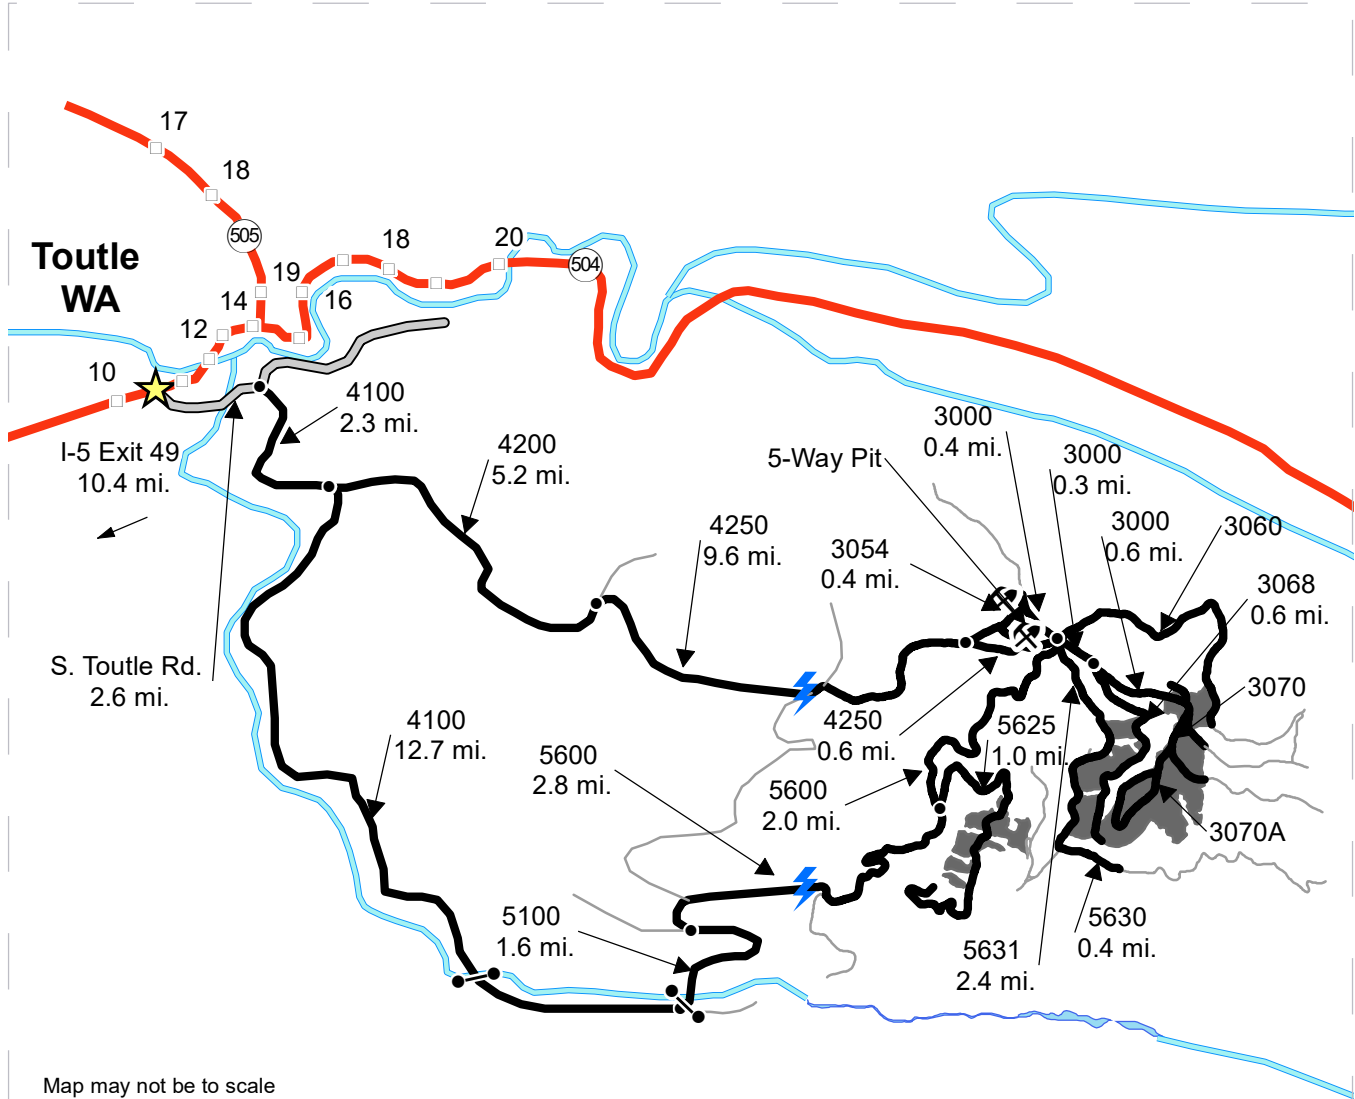 17
18
505
Toutle
WA
18
20
504
19
16
14
12
10
4100
2.3 mi.
I-5 Exit 49
10.4 mi.
4200
5.2 mi.
3000
0.4 mi.
5-Way Pit
3000
0.3 mi.
4250
9.6 mi.
3054
0.4 mi.
3000
0.6 mi.
3060
3068
0.6 mi.
S. Toutle Rd.
2.6 mi.
3070
4100
12.7 mi.
4250
0.6 mi.
5625
1.0 mi.
5600
2.8 mi.
5600
2.0 mi.
3070A
5100
1.6 mi.
5630
0.4 mi.
5631
2.4 mi.
Map may not be to scale